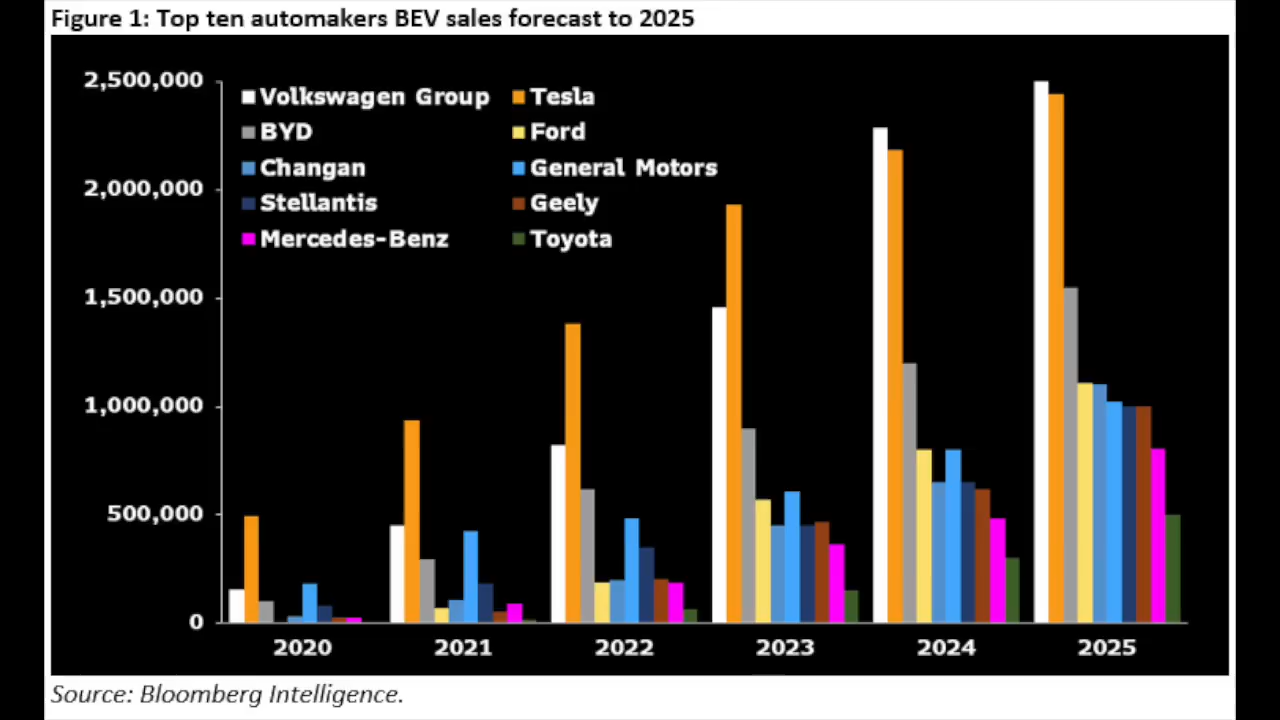 Figure 1: Top ten automakers BEV sales forecast to 2025
2,500,000
2,000,000
1,500,000
1,000,000
500,000
0
Volkswagen Group Tesla
BYD Ford
Changan General Motors
Stellantis Geely
Mercedes-Benz Toyota
2020 2021 2022 2023 2024 2025
Source: Bloomberg Intelligence.